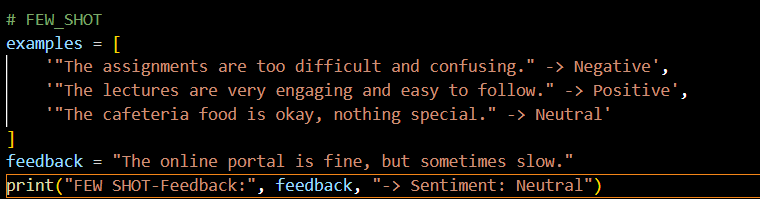 # FEW_SHOT
examples = [
    '"The assignments are too difficult and confusing." -> Negative',
    '"The lectures are very engaging and easy to follow." -> Positive',
    '"The cafeteria food is okay, nothing special." -> Neutral'
]
feedback = "The online portal is fine, but sometimes slow."
print("FEW SHOT-Feedback:", feedback, "-> Sentiment: Neutral")